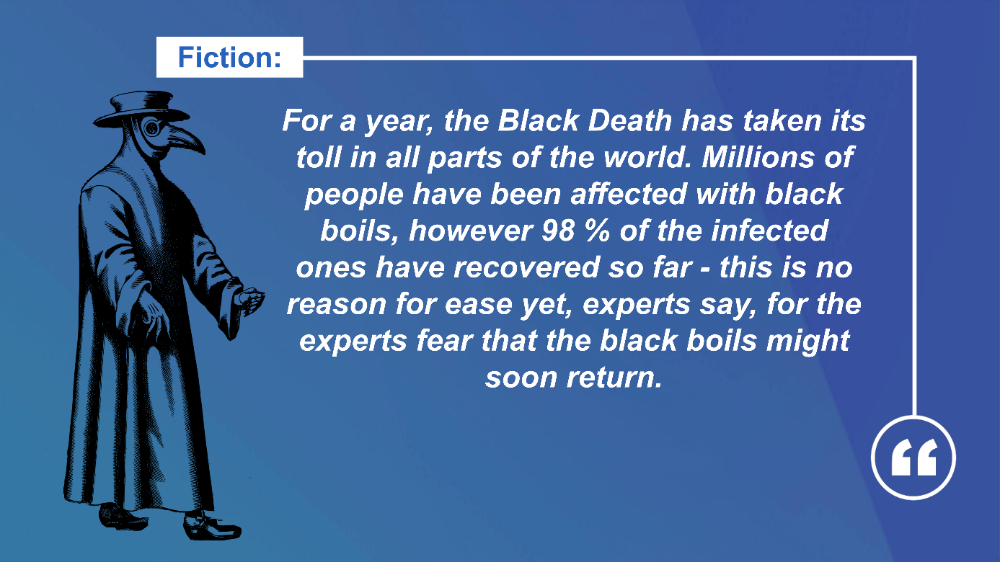 Fiction:
For a year, the Black Death has taken its
toll in all parts of the world. Millions of
people have been affected with black
boils, however 98 % of the infected
ones have recovered so far - this is no
reason for ease yet, experts say, for the
experts fear that the black boils might
soon return.
“